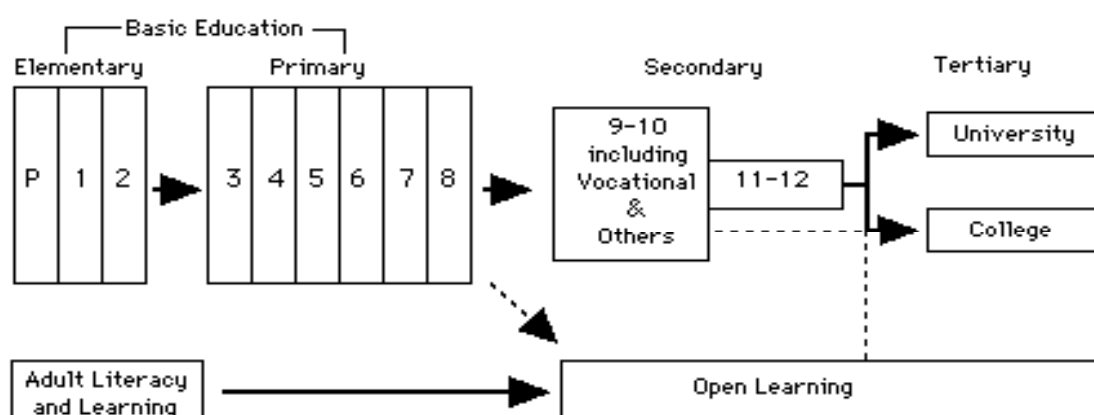 Basic Education
Elementary
Primary
Secondary
Tertiary
P 1 2
3 4 5 6 7 8
9-10
including
Vocational
&
Others
11-12
University
College
Adult Literacy
and Learning
Open Learning